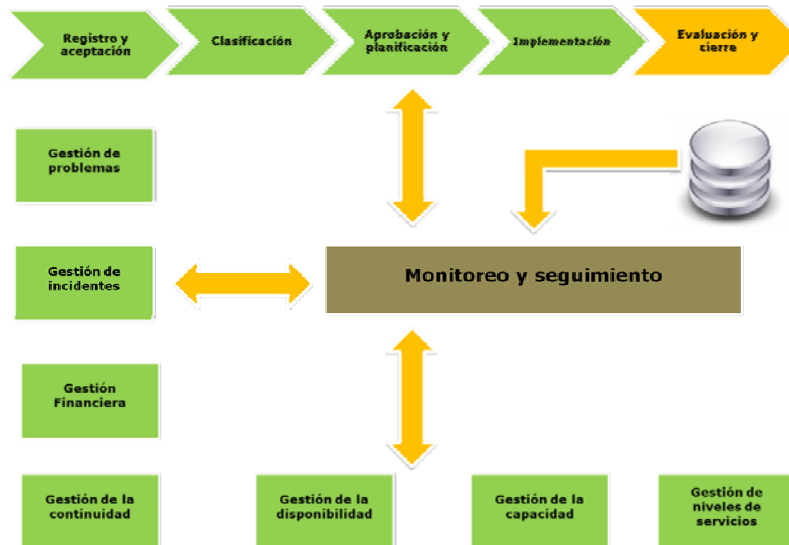 Registro y
aceptación
Clasificación
Aprobación y
planificación
Implementación
Evaluación y
cierre
Gestión de
problemas
Gestión de
incidentes
Monitoreo y seguimiento
Gestión
Financiera
Gestión de la
continuidad
Gestión de la
disponibilidad
Gestión de la
capacidad
Gestión de
niveles de
servicios